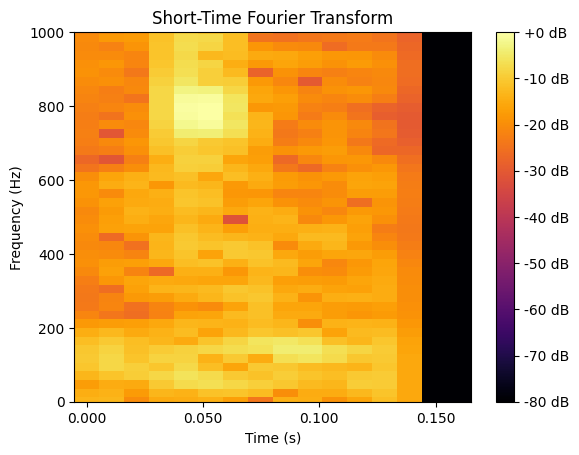 Short-Time Fourier Transform
1000
800
600
400
200
0
Frequency (Hz)
0.000
0.050
0.100
0.150
Time (s)
+0 dB
-10 dB
-20 dB
-30 dB
-40 dB
-50 dB
-60 dB
-70 dB
-80 dB